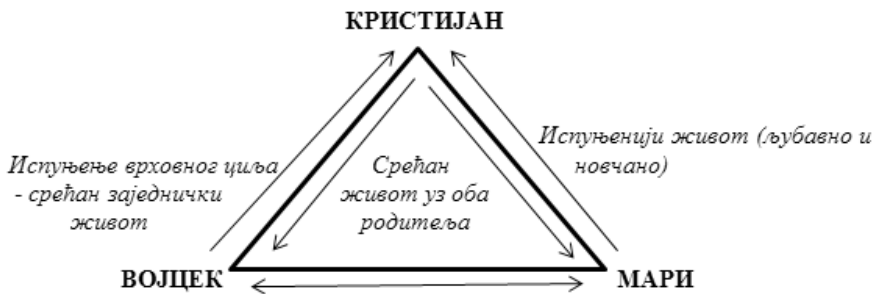 КРИСТИЈАН
Испуњење врховног циља
- срећан заједнички
живот
Срећан
живот уз оба
родитеља
Испуњенији живот (љубавно и
новчано)
ВОЈЦЕК
МАРИ